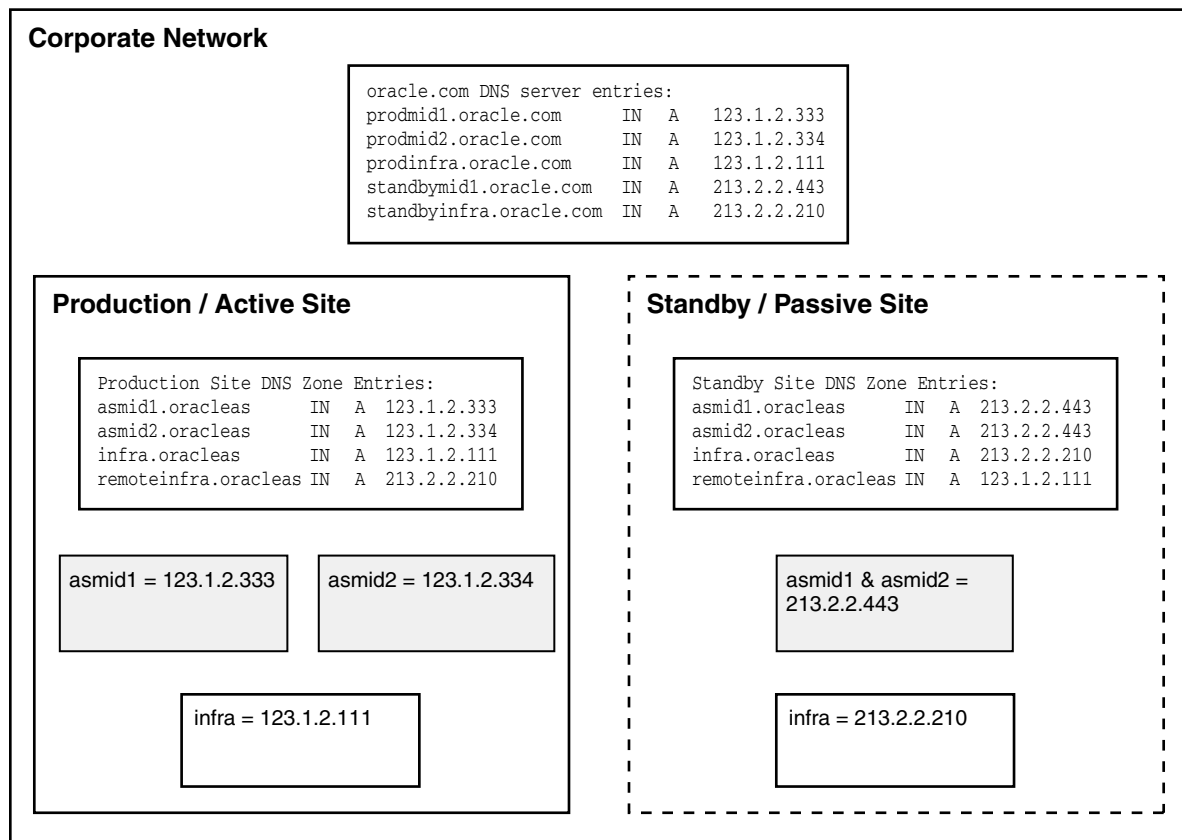 Corporate Network
oracle.com DNS server entries:
prodmid1.oracle.com IN A 123.1.2.333
prodmid2.oracle.com IN A 123.1.2.334
prodinfra.oracle.com IN A 123.1.2.111
standbymid1.oracle.com IN A 213.2.2.443
standbyinfra.oracle.com IN A 213.2.2.210
Production / Active Site
Production Site DNS Zone Entries:
asmid1.oracleas IN A 123.1.2.333
asmid2.oracleas IN A 123.1.2.334
infra.oracleas IN A 123.1.2.111
remoteinfra.oracleas IN A 213.2.2.210
asmid1 = 123.1.2.333
asmid2 = 123.1.2.334
infra = 123.1.2.111
Standby / Passive Site
Standby Site DNS Zone Entries:
asmid1.oracleas IN A 213.2.2.443
asmid2.oracleas IN A 213.2.2.443
infra.oracleas IN A 213.2.2.210
remoteinfra.oracleas IN A 123.1.2.111
asmid1 & asmid2 =
213.2.2.443
infra = 213.2.2.210